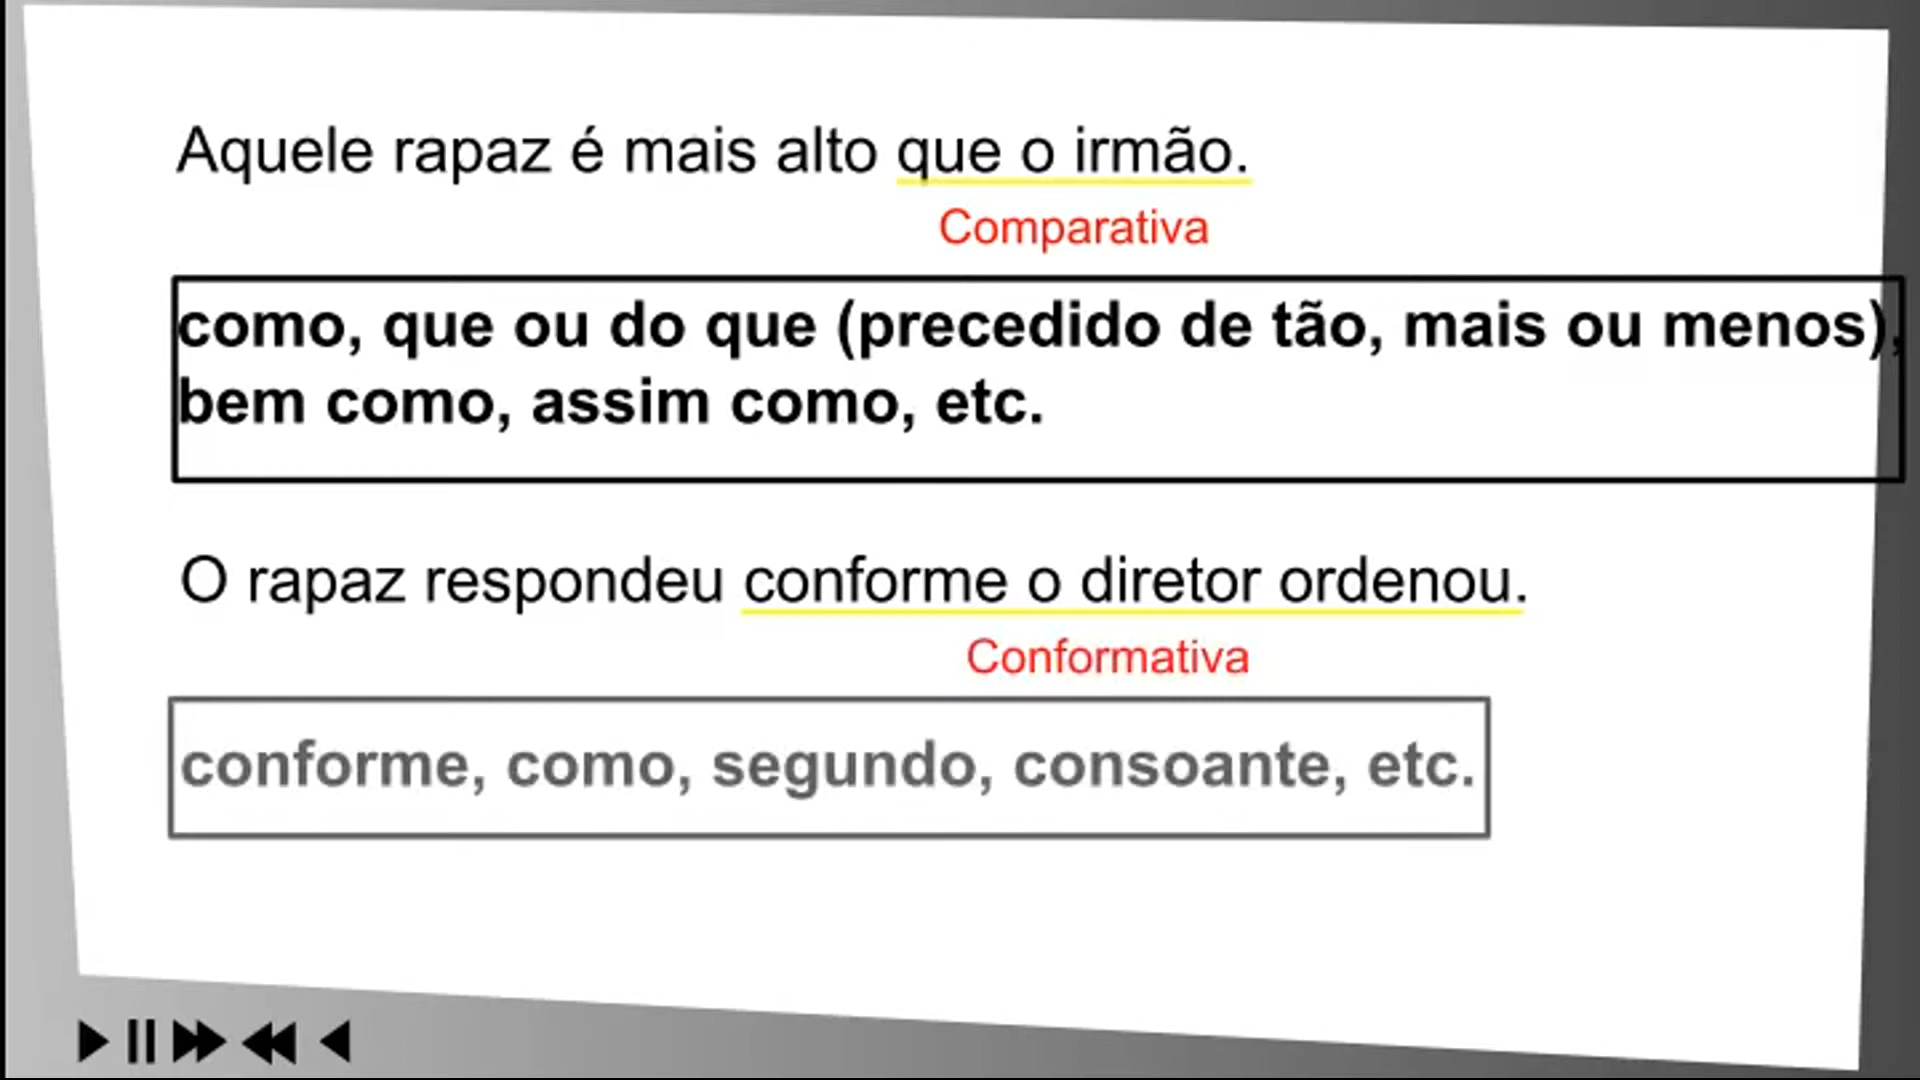 Aquele rapaz é mais alto que o irmão.
Comparativa
como, que ou do que (precedido de tão, mais ou menos),
bem como, assim como, etc.
O rapaz respondeu conforme o diretor ordenou.
Conformativa
conforme, como, segundo, consoante, etc.